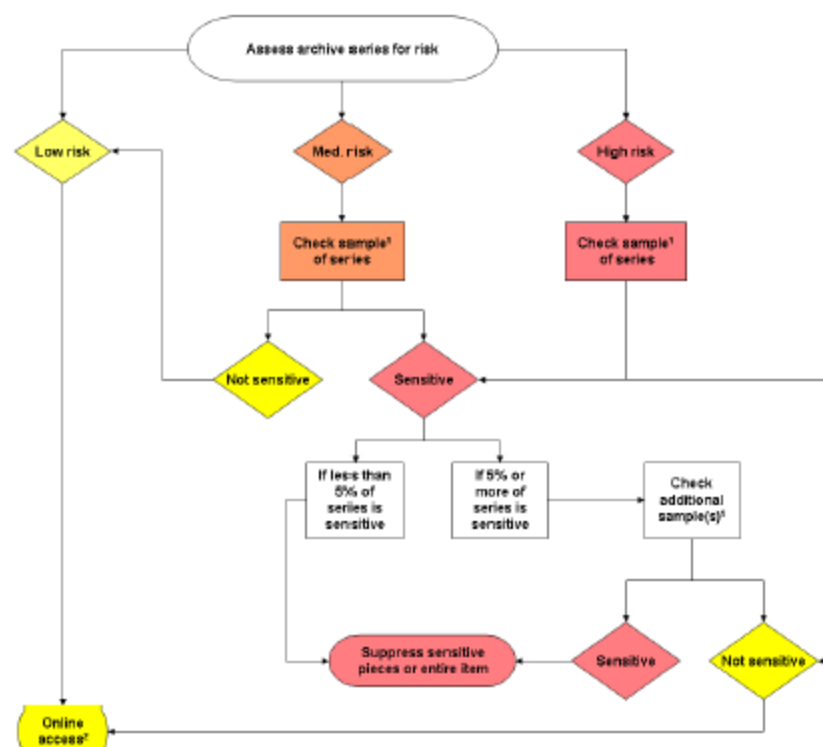 Assess archive series for risk
Low risk
Med. risk
High risk
Check sample¹
of series
Check sample¹
of series
Not sensitive
Sensitive
If less than
5% of
series is
sensitive
If 5% or
more of
series is
sensitive
Check
additional
sample(s)¹
Suppress sensitive
pieces or entire item
Sensitive
Not sensitive
Online
access²